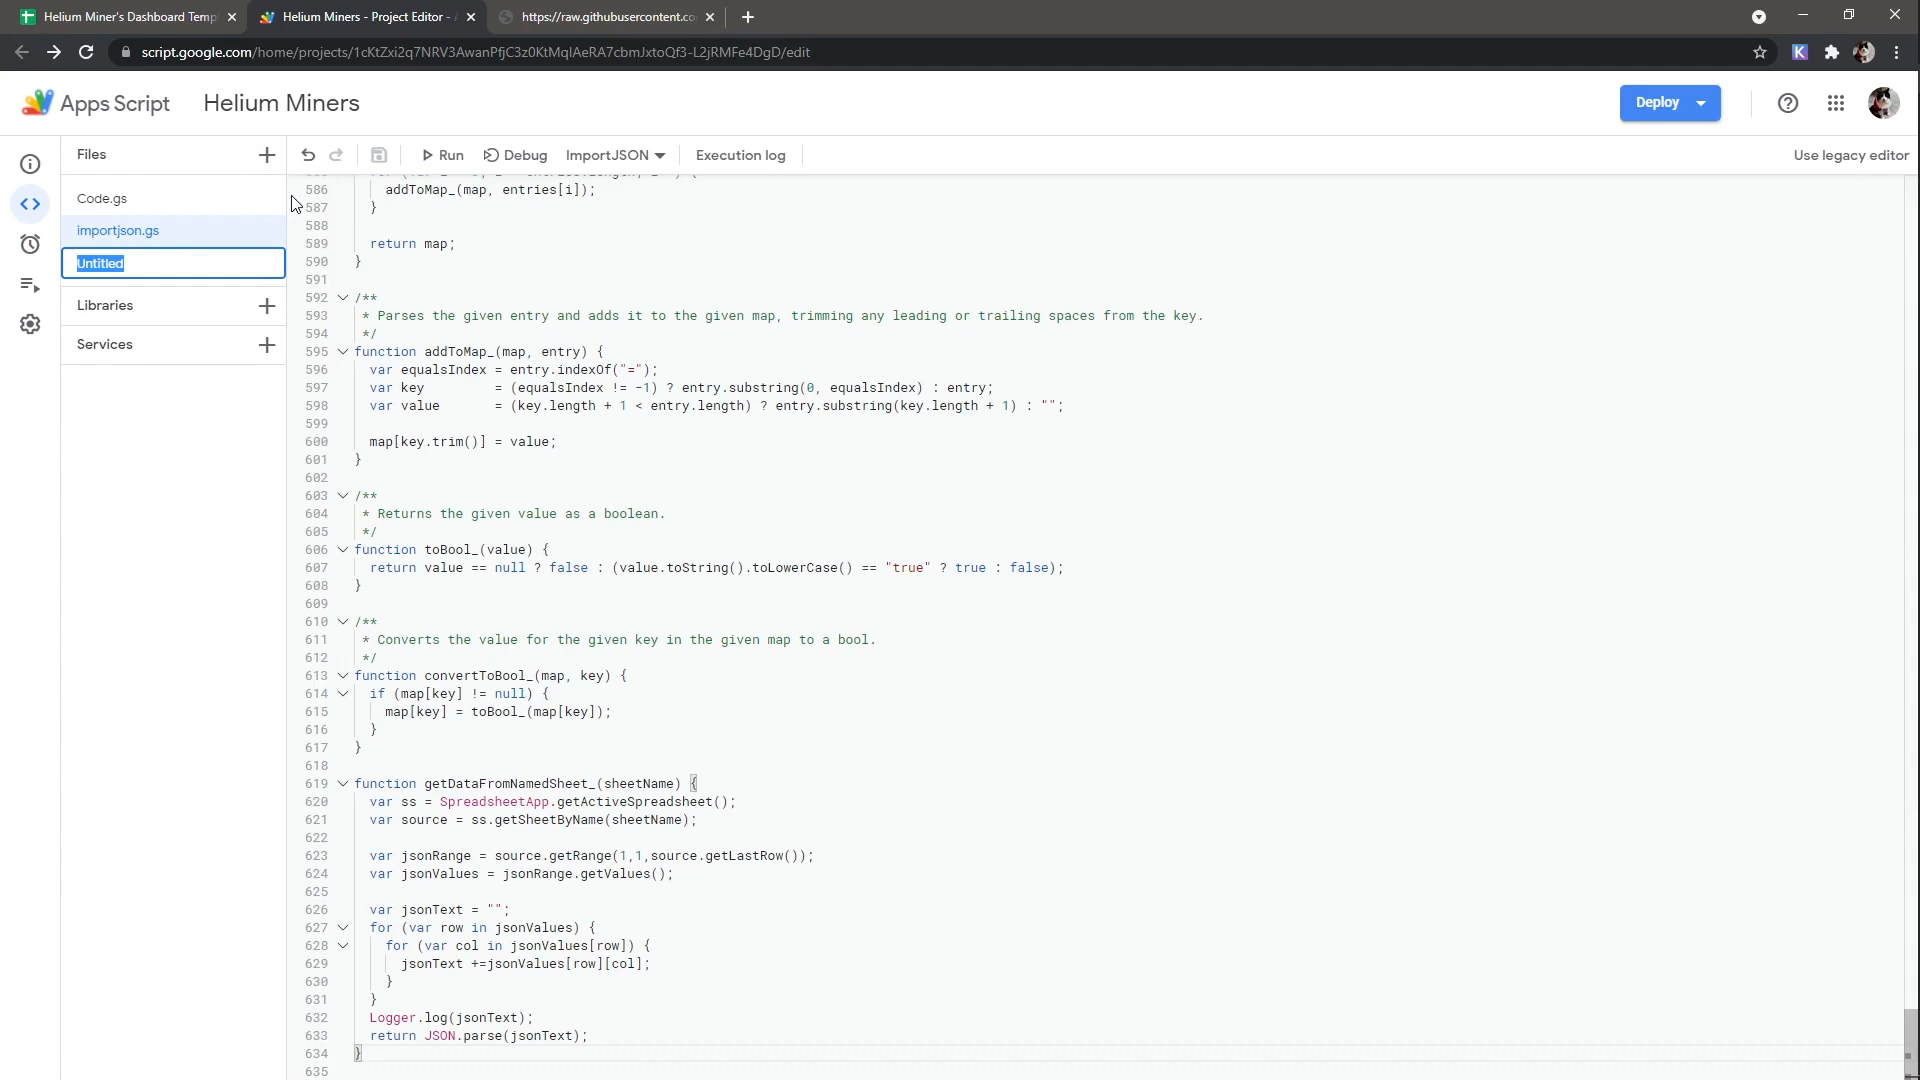 Helium Miner's Dashboard Temp
Helium Miners - Project Editor -
https://raw.githubusercontent.co
script.google.com/home/projects/1cKtZxi2q7NRV3AwanPfjC3z0KtMqlAeRA7cbmJxtoQf3-L2jRMFe4DgD/edit
K
Apps Script
Helium Miners
Deploy
Files
Run
Debug
ImportJSON
Execution log
Use legacy editor
Code.gs
importjson.gs
Untitled
Libraries
Services
586 addToMap_(map, entries[i]);
587 }
588
589 return map;
590 }
591
592 /**
593 * Parses the given entry and adds it to the given map, trimming any leading or trailing spaces from the key.
594 */
595 function addToMap_(map, entry) {
596 var equalsIndex = entry.indexOf("=");
597 var key = (equalsIndex != -1) ? entry.substring(0, equalsIndex) : entry;
598 var value = (key.length + 1 < entry.length) ? entry.substring(key.length + 1) : "";
599
600 map[key.trim()] = value;
601 }
602
603 /**
604 * Returns the given value as a boolean.
605 */
606 function toBool_(value) {
607 return value == null ? false : (value.toString().toLowerCase() == "true" ? true : false);
608 }
609
610 /**
611 * Converts the value for the given key in the given map to a bool.
612 */
613 function convertToBool_(map, key) {
614 if (map[key] != null) {
615 map[key] = toBool_(map[key]);
616 }
617 }
618
619 function getDataFromNamedSheet_(sheetName) {
620 var ss = SpreadsheetApp.getActiveSpreadsheet();
621 var source = ss.getSheetByName(sheetName);
622
623 var jsonRange = source.getRange(1,1,source.getLastRow());
624 var jsonValues = jsonRange.getValues();
625
626 var jsonText = "";
627 for (var row in jsonValues) {
628 for (var col in jsonValues[row]) {
629 jsonText +=jsonValues[row][col];
630 }
631 }
632 Logger.log(jsonText);
633 return JSON.parse(jsonText);
634 }
635